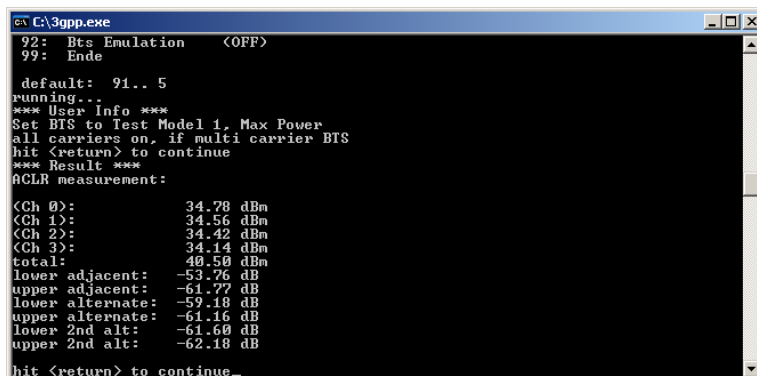 C:\3gpp.exe
92: Bts Emulation (OFF)
99: Ende
default: 91.. 5
running...
*** User Info ***
Set BTS to Test Model 1, Max Power
all carriers on, if multi carrier BTS
hit <return> to continue
*** Result ***
ACLR measurement:
(Ch 0): 34.78 dBm
(Ch 1): 34.56 dBm
(Ch 2): 34.42 dBm
(Ch 3): 34.14 dBm
total: 40.50 dBm
lower adjacent: -53.76 dB
upper adjacent: -61.77 dB
lower alternate: -59.18 dB
upper alternate: -61.16 dB
lower 2nd alt: -61.60 dB
upper 2nd alt: -62.18 dB
hit <return> to continue_